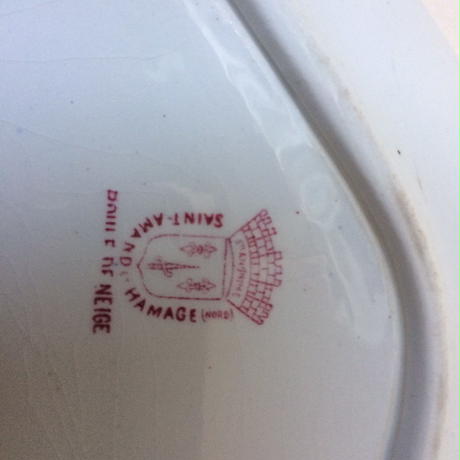 SAINT-AMAND & HAMAGE (NORD)
BOULE DE NEIGE